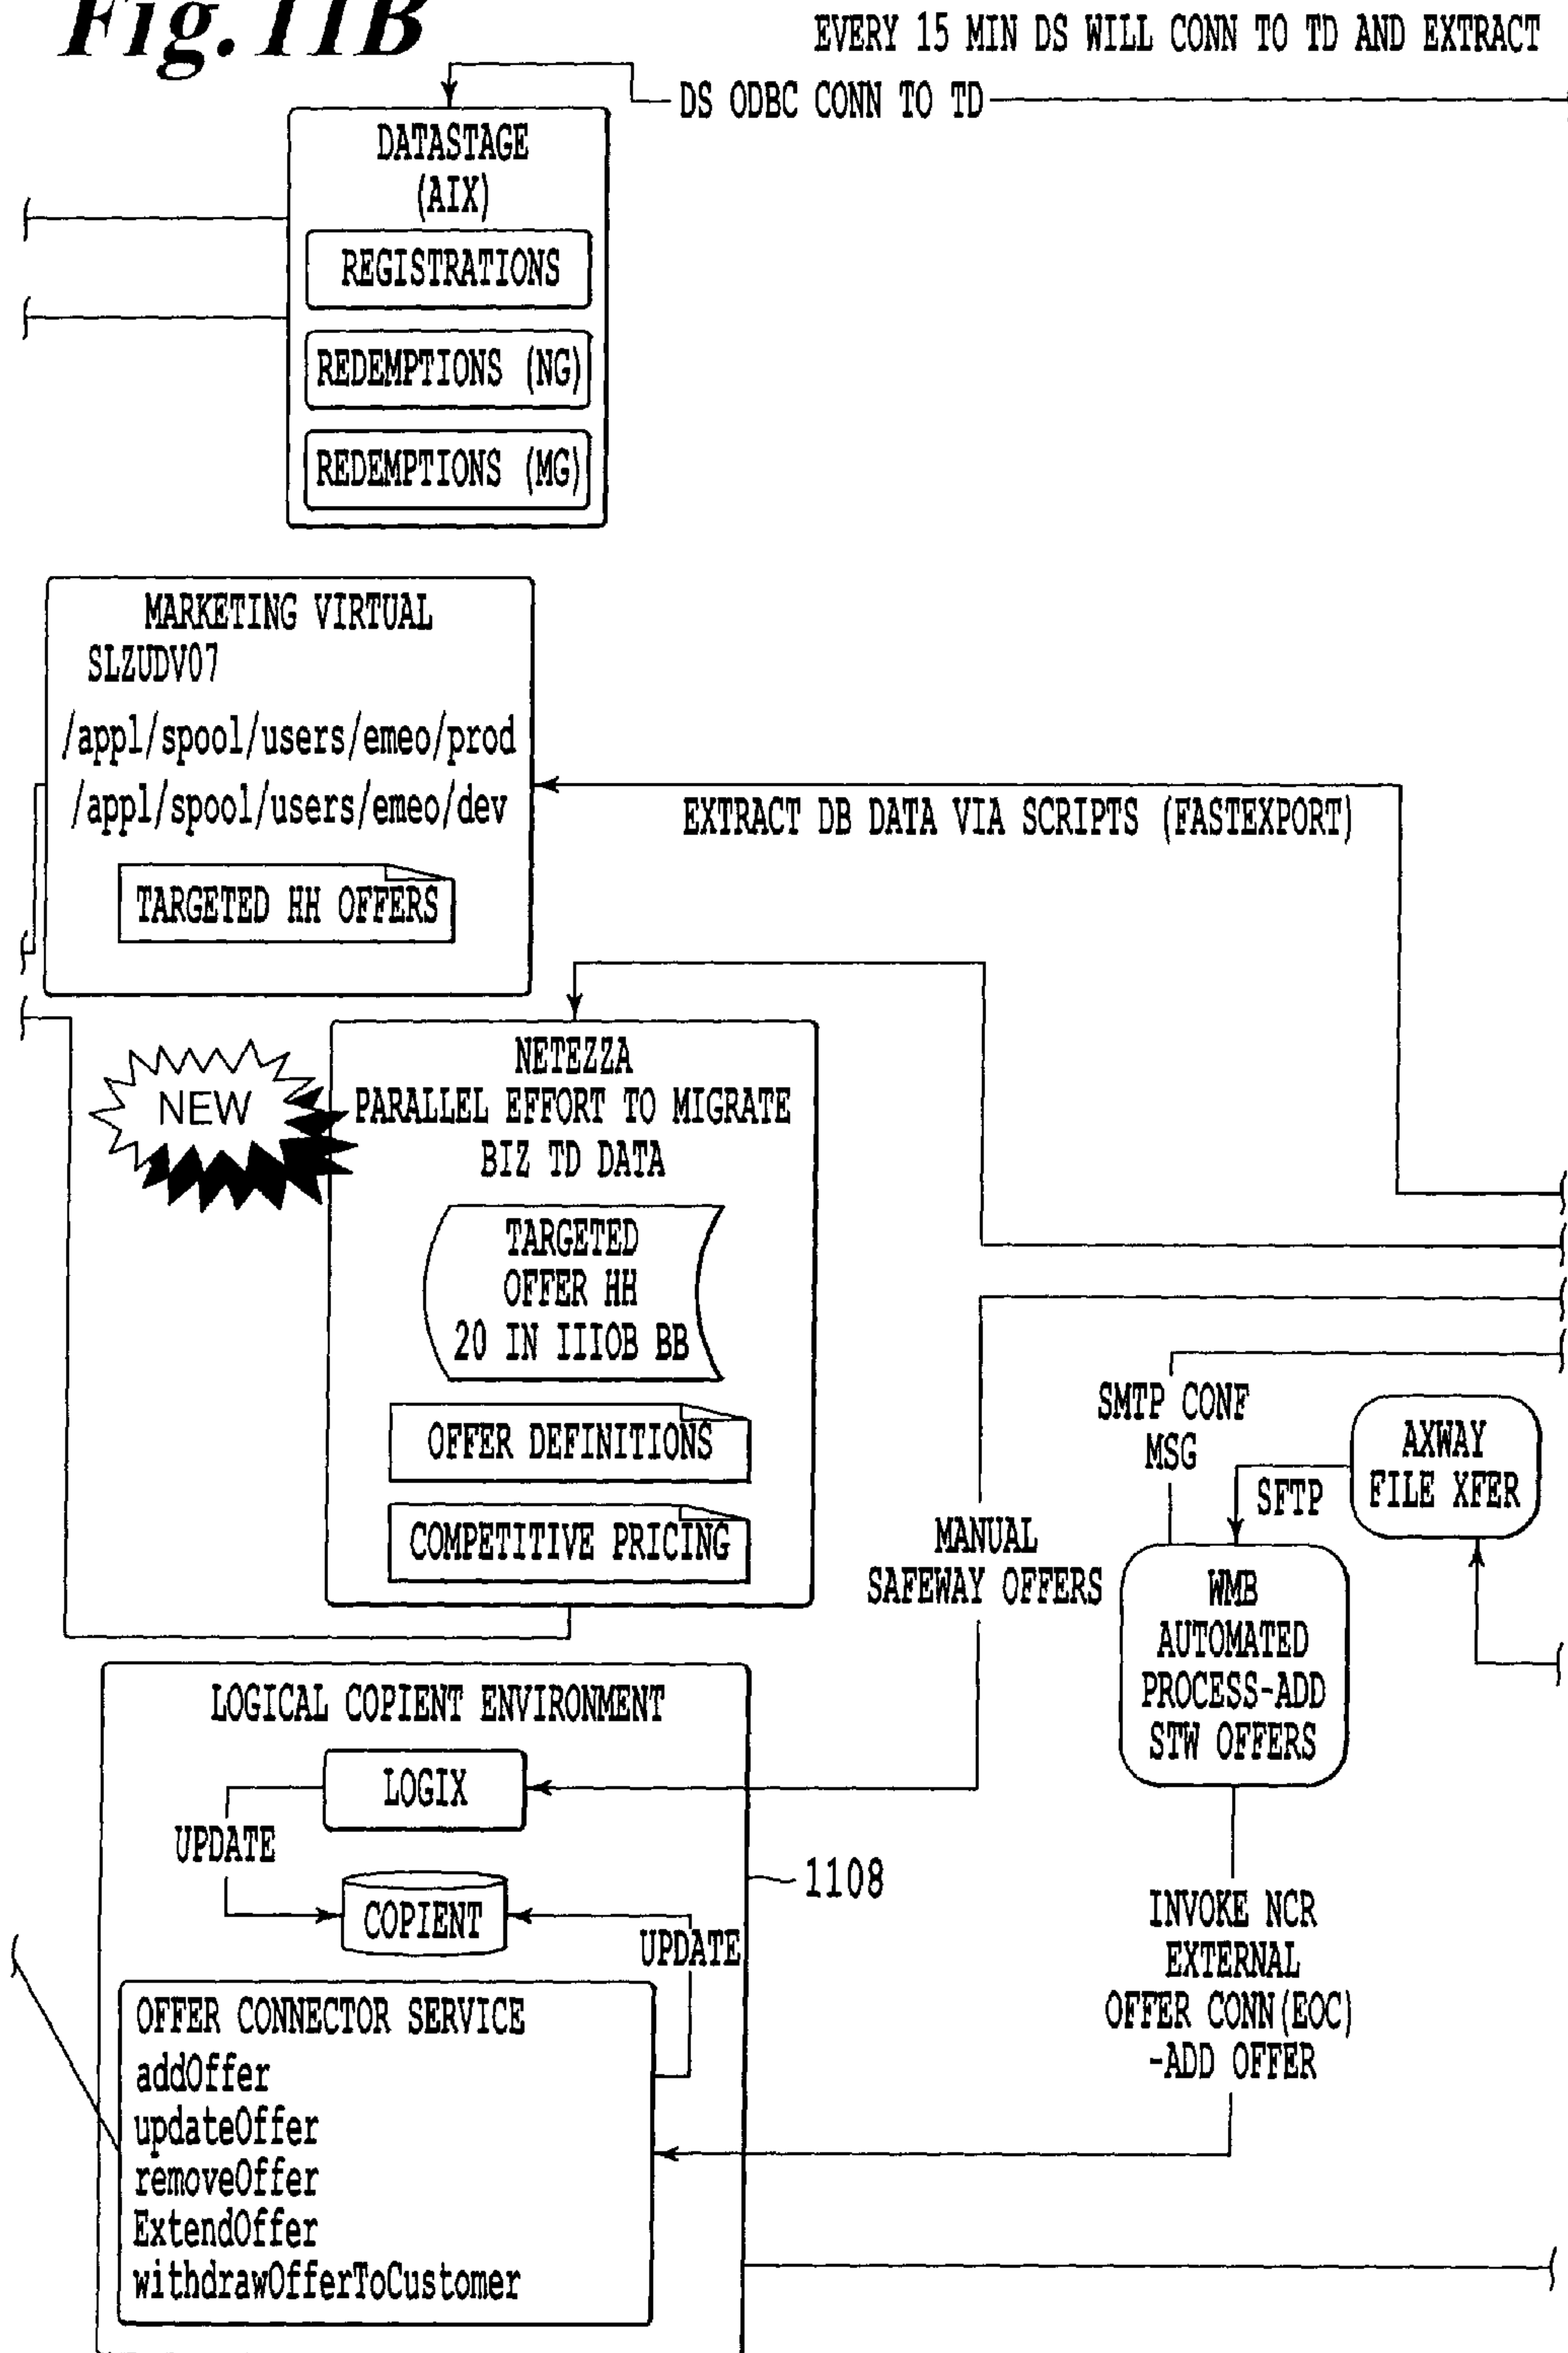 Fig. 11B
EVERY 15 MIN DS WILL CONN TO TD AND EXTRACT
DS ODBC CONN TO TD
DATASTAGE
(AIX)
REGISTRATIONS
REDEMPTIONS (NG)
REDEMPTIONS (MG)
MARKETING VIRTUAL
SLZUDV07
/appl/spool/users/emeo/prod
/appl/spool/users/emeo/dev
TARGETED HH OFFERS
EXTRACT DB DATA VIA SCRIPTS (FASTEXPORT)
NEW
NETEZZA
PARALLEL EFFORT TO MIGRATE
BIZ TD DATA
TARGETED
OFFER HH
20 IN IIIOB BB
OFFER DEFINITIONS
COMPETITIVE PRICING
MANUAL
SAFEWAY OFFERS
SMTP CONF
MSG
SFTP
AXWAY
FILE XFER
WMB
AUTOMATED
PROCESS-ADD
STW OFFERS
INVOKE NCR
EXTERNAL
OFFER CONN(EOC)
-ADD OFFER
LOGICAL COPIENT ENVIRONMENT
LOGIX
UPDATE
COPIENT
UPDATE
1108
OFFER CONNECTOR SERVICE
addOffer
updateOffer
removeOffer
ExtendOffer
withdrawOfferToCustomer